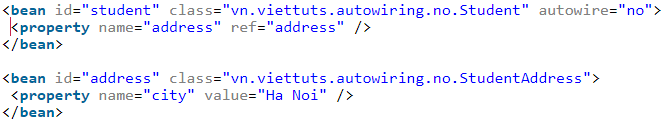 <bean id="student" class="vn.viettuts.autowiring.no.Student" autowire="no">
 <property name="address" ref="address" />
</bean>

<bean id="address" class="vn.viettuts.autowiring.no.StudentAddress">
 <property name="city" value="Ha Noi" />
</bean>